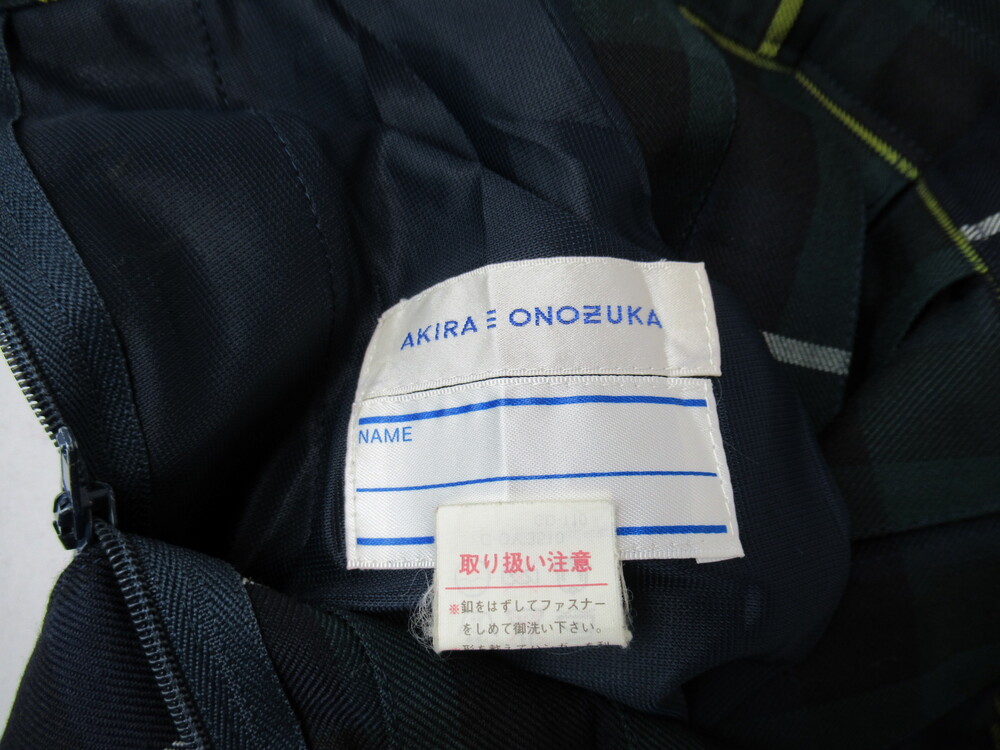 AKIRA ONOZUKA
NAME
取り扱い注意
※釦をはずしてファスナー
をしめて御洗い下さい。